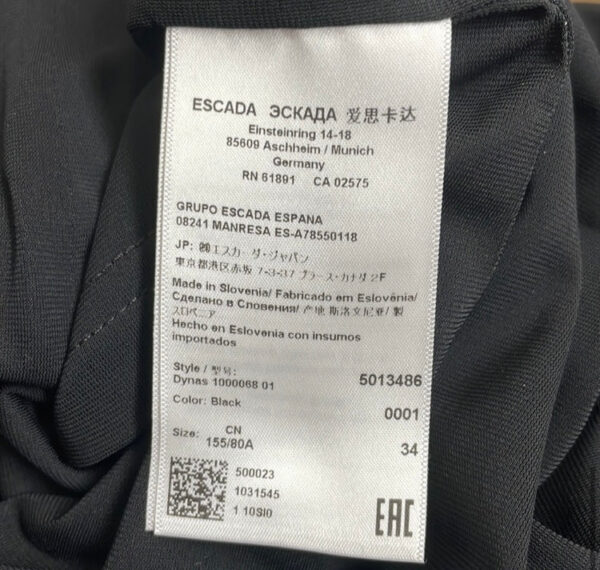 ESCADA ЭСКАДА 爱思卡达
Einsteinring 14-18
85609 Aschheim / Munich
Germany
RN 61891 CA 02575
GRUPO ESCADA ESPANA
08241 MANRESA ES-A78550118
JP: ㈱エスカーダ・ジャパン
東京都港区赤坂 7-3-37 プラース・カナダ 2F
Made in Slovenia/ Fabricado em Eslovênia/
Сделано в Словении/ 产地 斯洛文尼亚/ 製
スロベニア
Hecho en Eslovenia con insumos
importados
Style / 型号:
Dynas 1000068 01 5013486
Color: Black 0001
Size: CN 155/80A 34
500023
1031545
1 10SI0
EAC